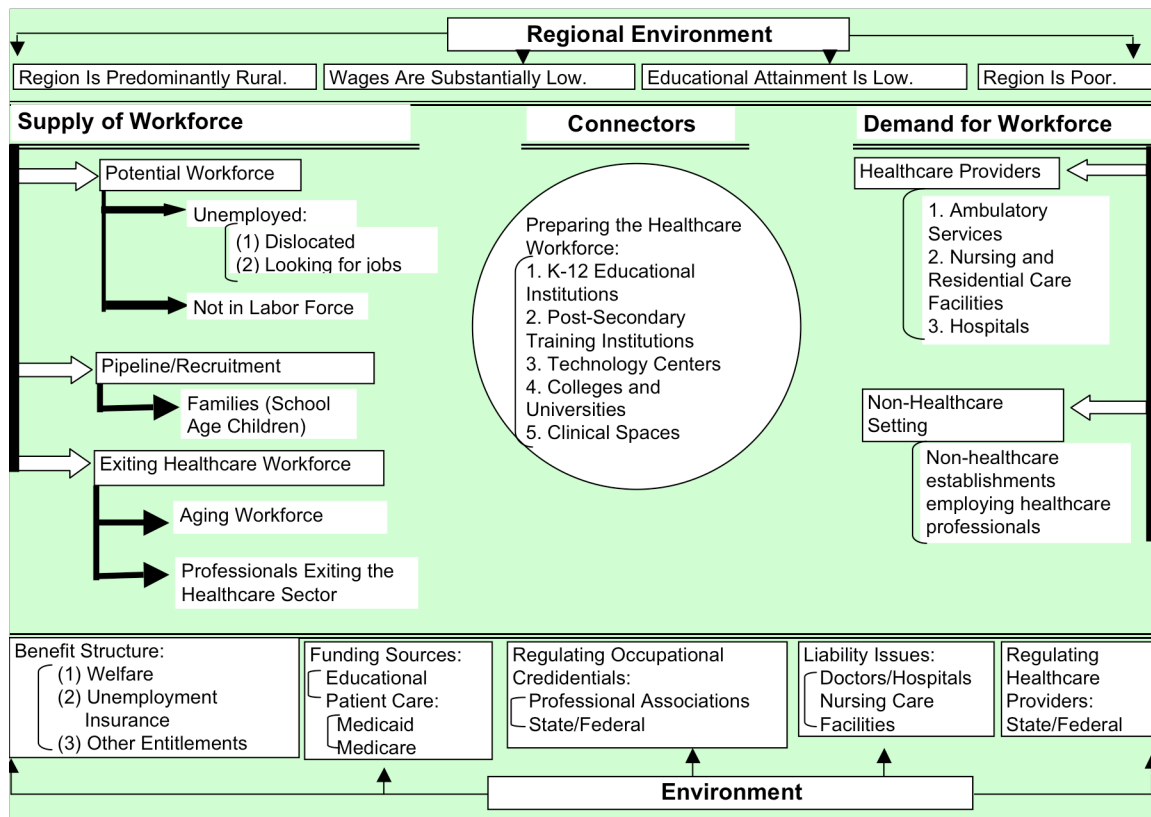 Regional Environment
Region Is Predominantly Rural.
Wages Are Substantially Low.
Educational Attainment Is Low.
Region Is Poor.
Supply of Workforce
Connectors
Demand for Workforce
Potential Workforce
Unemployed:
(1) Dislocated
(2) Looking for jobs
Not in Labor Force
Pipeline/Recruitment
Families (School
Age Children)
Exiting Healthcare Workforce
Aging Workforce
Professionals Exiting the
Healthcare Sector
Preparing the Healthcare
Workforce:
1. K-12 Educational
Institutions
2. Post-Secondary
Training Institutions
3. Technology Centers
4. Colleges and
Universities
5. Clinical Spaces
Healthcare Providers
1. Ambulatory
Services
2. Nursing and
Residential Care
Facilities
3. Hospitals
Non-Healthcare
Setting
Non-healthcare
establishments
employing healthcare
professionals
Benefit Structure:
(1) Welfare
(2) Unemployment
Insurance
(3) Other Entitlements
Funding Sources:
Educational
Patient Care:
Medicaid
Medicare
Regulating Occupational
Credentials:
Professional Associations
State/Federal
Liability Issues:
Doctors/Hospitals
Nursing Care
Facilities
Regulating
Healthcare
Providers:
State/Federal
Environment